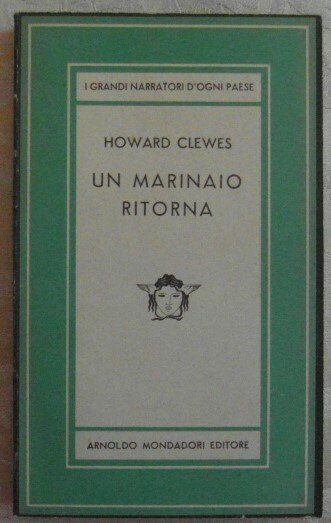 I GRANDI NARRATORI D'OGNI PAESE
HOWARD CLEWES
UN MARINAIO
RITORNA
ARNOLDO MONDADORI EDITORE